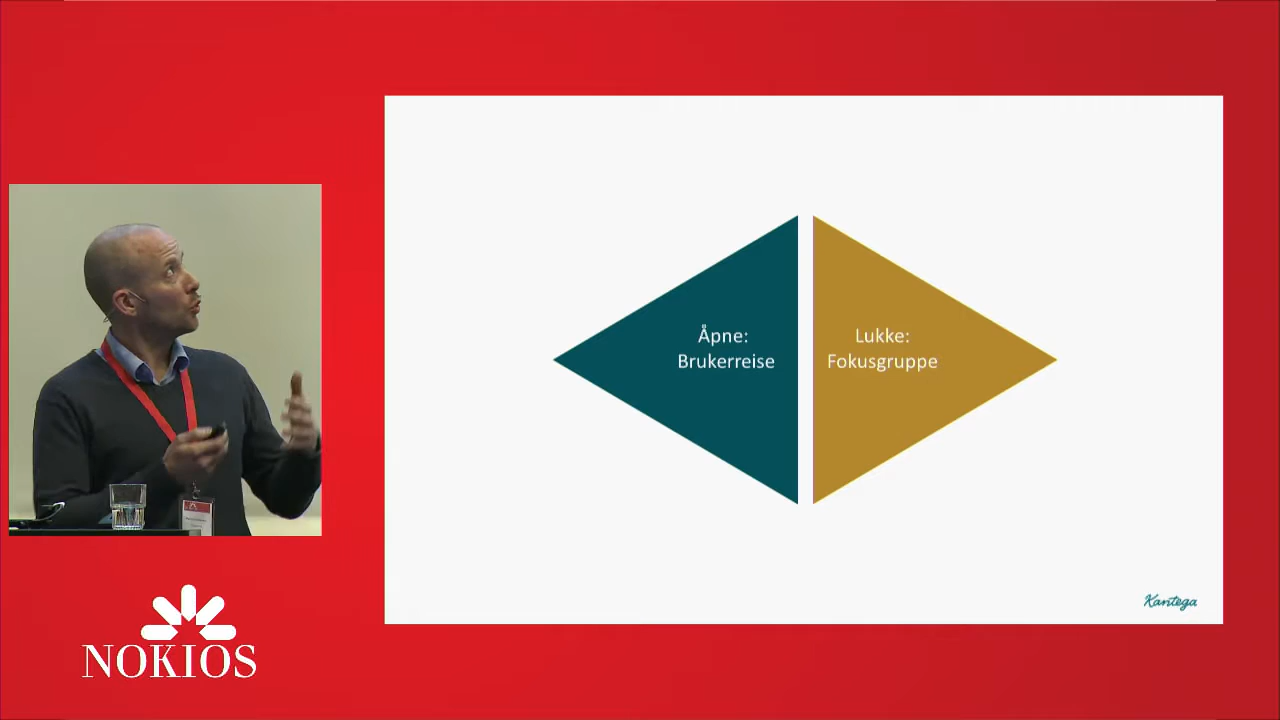 Åpne:
Brukerreise
Lukke:
Fokusgruppe
Kantega
NOKIOS